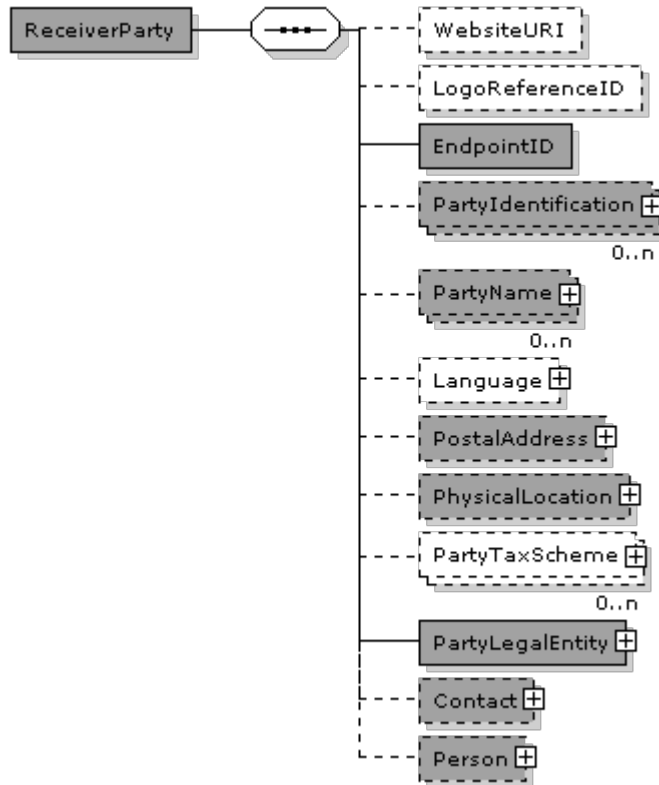 ReceiverParty
WebsiteURI
LogoReferenceID
EndpointID
PartyIdentification
0..n
PartyName
0..n
Language
PostalAddress
PhysicalLocation
PartyTaxScheme
0..n
PartyLegalEntity
Contact
Person